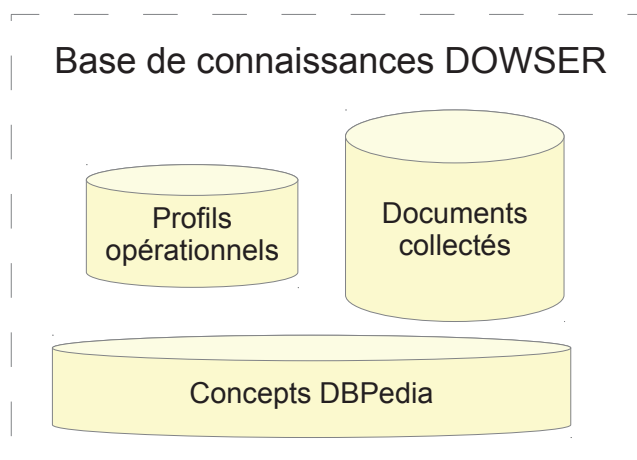 Base de connaissances DOWSER
Profils
opérationnels
Documents
collectés
Concepts DBPedia